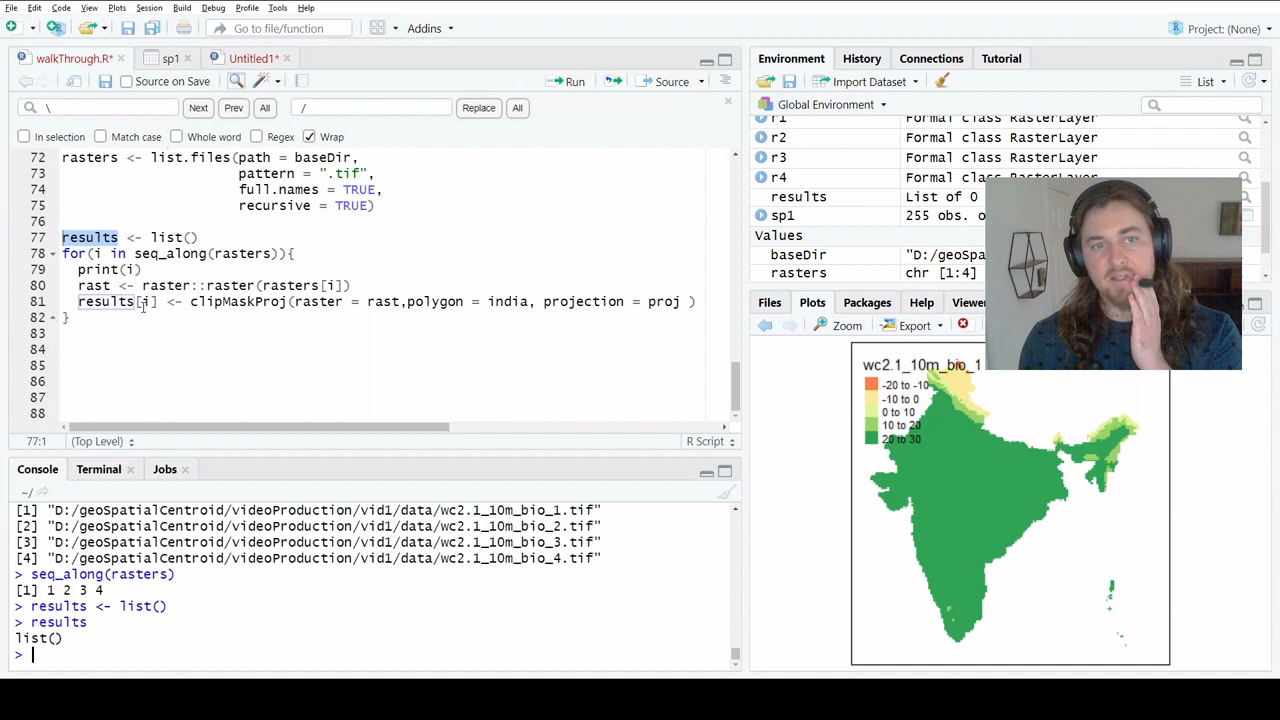 File Edit Code View Plots Session Build Debug Profile Tools Help
Go to file/function Addins Project: (None)
walkThrough.R* sp1 Untitled1*
Source on Save Run Source
\ Next Prev All / Replace All
In selection Match case Whole word Regex Wrap
72 rasters <- list.files(path = baseDir,
73 pattern = ".tif",
74 full.names = TRUE,
75 recursive = TRUE)
76
77 results <- list()
78 for(i in seq_along(rasters)){
79 print(i)
80 rast <- raster::raster(rasters[i])
81 results[i] <- clipMaskProj(raster = rast,polygon = india, projection = proj )
82 }
83
84
85
86
87
88
77:1 (Top Level) R Script
Console Terminal Jobs
~/
[1] "D:/geoSpatialCentroid/videoProduction/vid1/data/wc2.1_10m_bio_1.tif"
[2] "D:/geoSpatialCentroid/videoProduction/vid1/data/wc2.1_10m_bio_2.tif"
[3] "D:/geoSpatialCentroid/videoProduction/vid1/data/wc2.1_10m_bio_3.tif"
[4] "D:/geoSpatialCentroid/videoProduction/vid1/data/wc2.1_10m_bio_4.tif"
> seq_along(rasters)
[1] 1 2 3 4
> results <- list()
> results
list()
>
Environment History Connections Tutorial
Import Dataset List
Global Environment
r1 Formal class RasterLayer
r2 Formal class RasterLayer
r3 Formal class RasterLayer
r4 Formal class RasterLayer
results List of 0
sp1 255 obs. o
Values
baseDir "D:/geoSpa
rasters chr [1:4]
Files Plots Help Viewer
Zoom Export
wc2.1_10m_bio_1
-20 to -10
-10 to 0
0 to 10
10 to 20
20 to 30